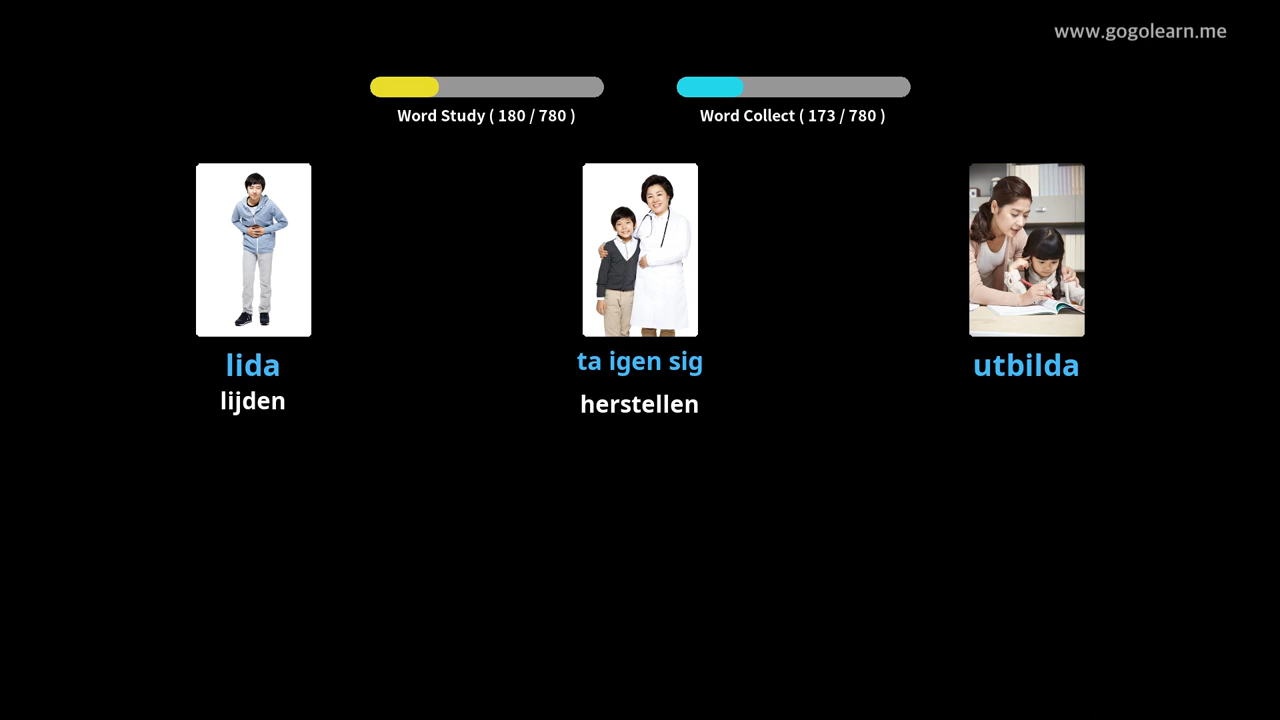 www.gogolearn.me
Word Study ( 180 / 780 )
Word Collect ( 173 / 780 )
lida
lijden
ta igen sig
herstellen
utbilda